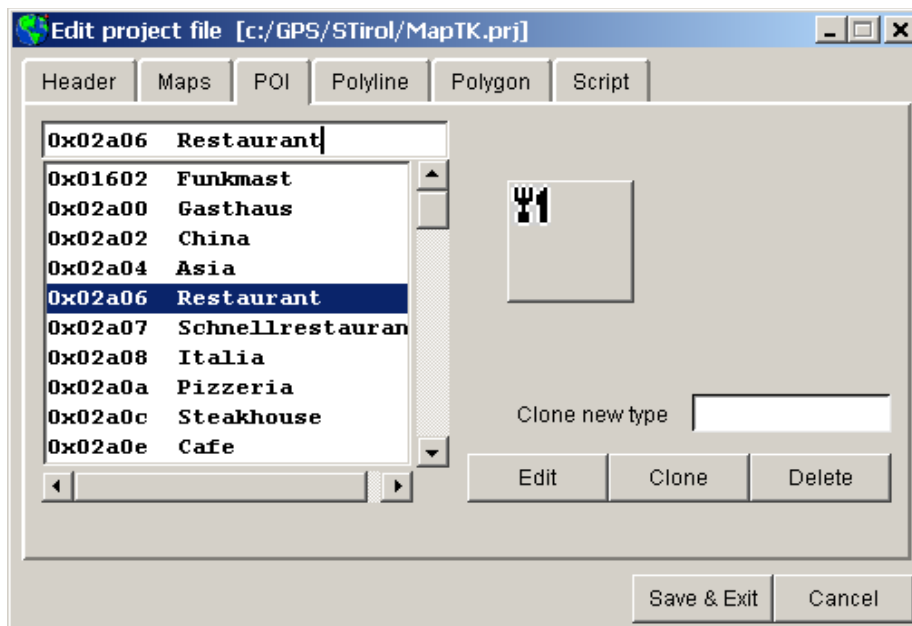 Edit project file [c:/GPS/STirol/MapTK.prj]
Header Maps POI Polyline Polygon Script
0x02a06 Restaurant
0x01602 Funkmast
0x02a00 Gasthaus
0x02a02 China
0x02a04 Asia
0x02a06 Restaurant
0x02a07 Schnellrestauran
0x02a08 Italia
0x02a0a Pizzeria
0x02a0c Steakhouse
0x02a0e Cafe
Clone new type
Edit Clone Delete
Save & Exit Cancel